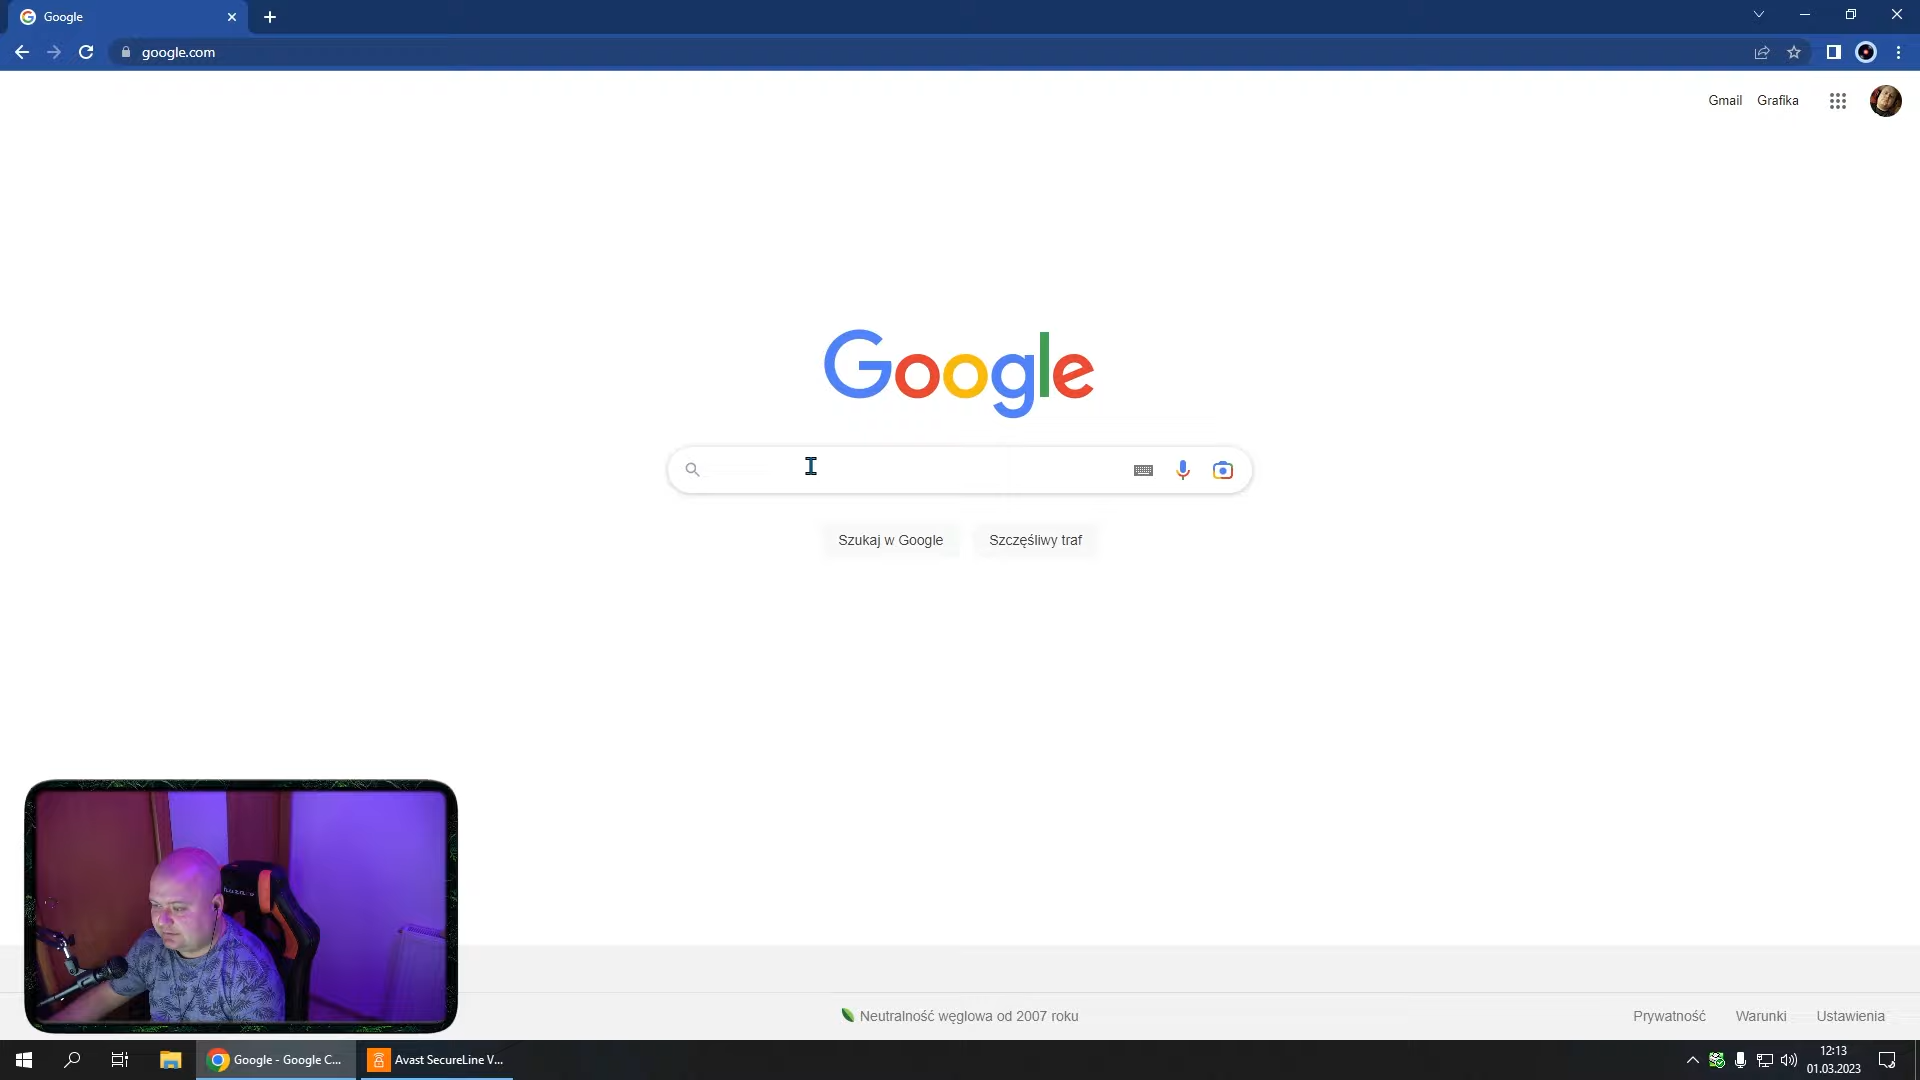 Google
google.com
Gmail Grafika
Google
Szukaj w Google Szczęśliwy traf
Neutralność węglowa od 2007 roku
Prywatność Warunki Ustawienia
Google - Google C...
Avast SecureLine V...
12:13
01.03.2023